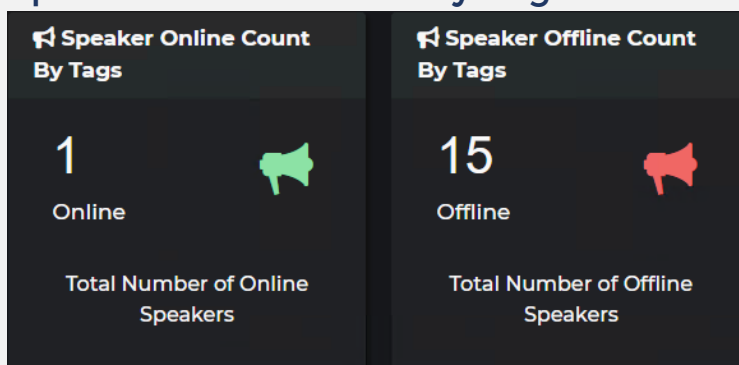 Speaker Online Count
By Tags
1
Online
Total Number of Online
Speakers
Speaker Offline Count
By Tags
15
Offline
Total Number of Offline
Speakers